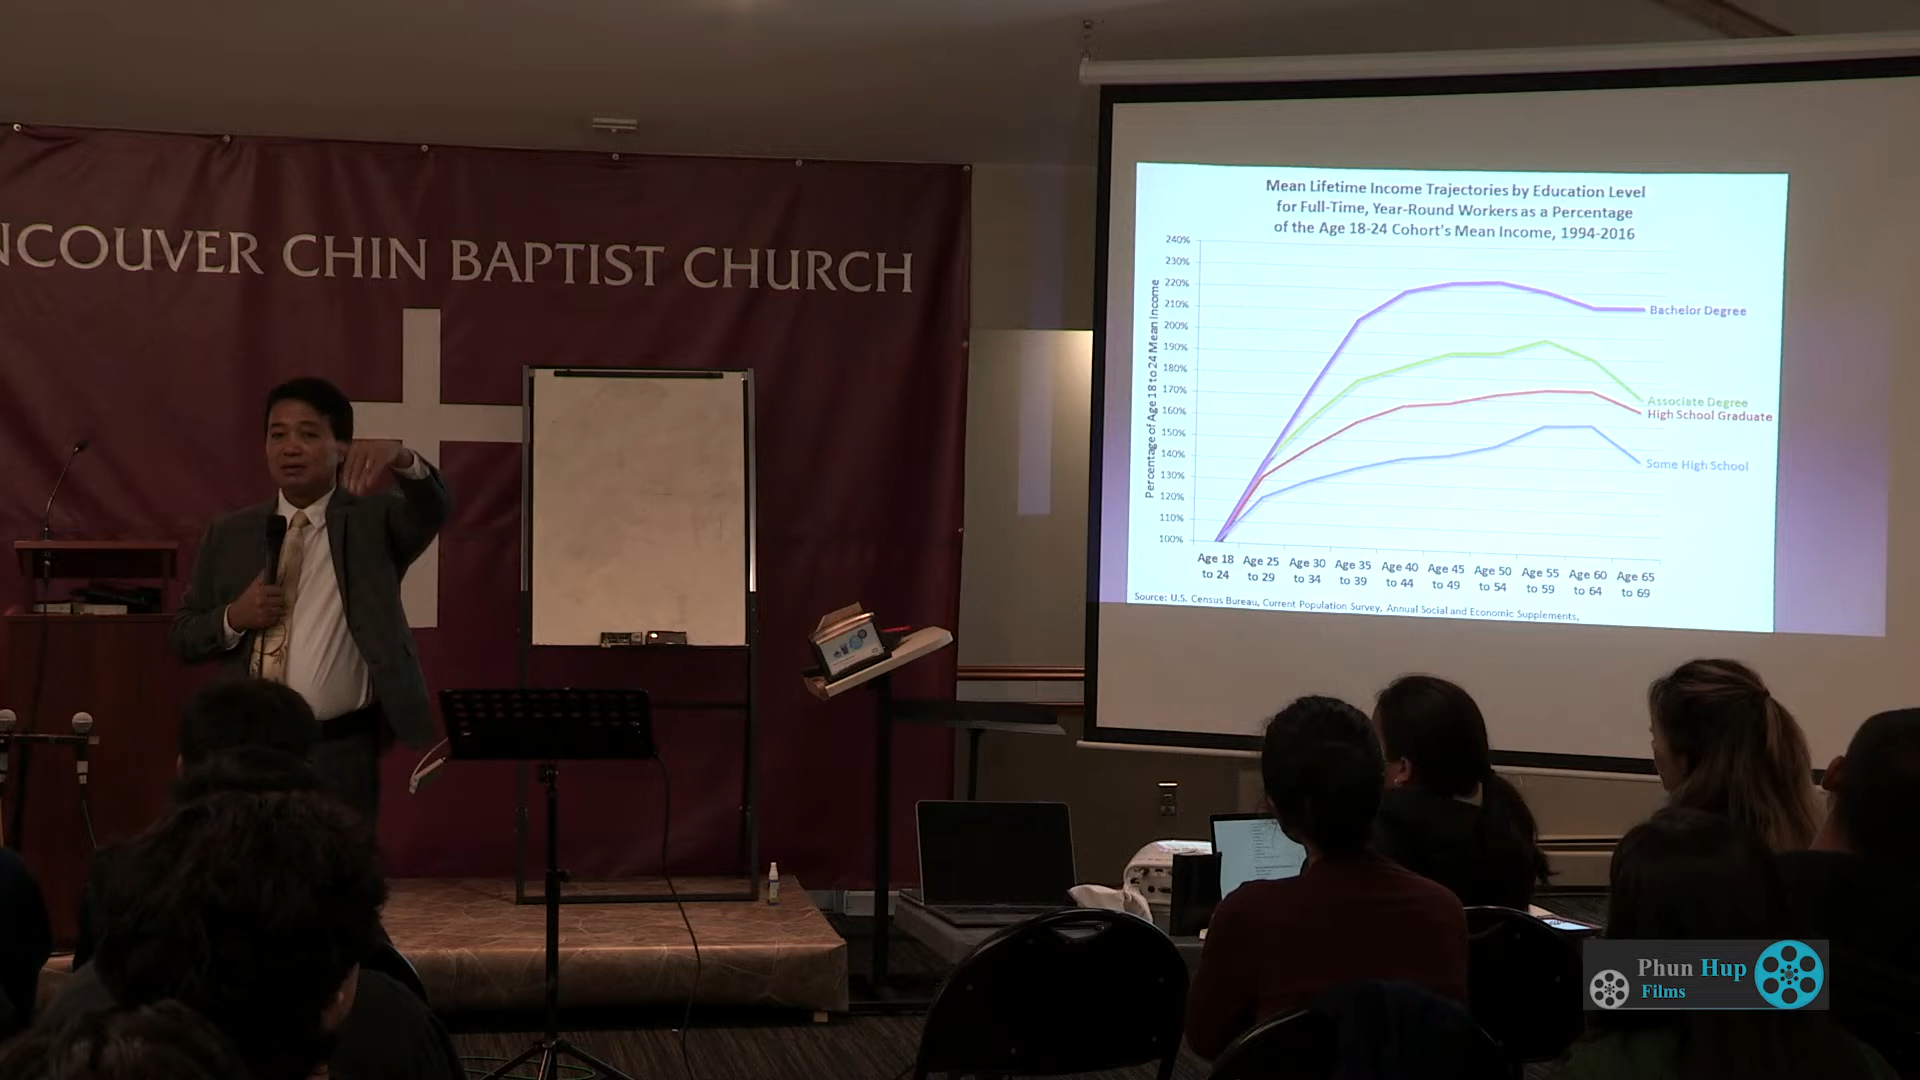 NCOUVER CHIN BAPTIST CHURCH
Mean Lifetime Income Trajectories by Education Level
for Full-Time, Year-Round Workers as a Percentage
of the Age 18-24 Cohort's Mean Income, 1994-2016
Percentage of Age 18 to 24 Mean Income
240%
230%
220%
210%
200%
190%
180%
170%
160%
150%
140%
130%
120%
110%
100%
Bachelor Degree
Associate Degree
High School Graduate
Some High School
Age 18 Age 25 Age 30 Age 35 Age 40 Age 45 Age 50 Age 55 Age 60 Age 65
to 24 to 29 to 34 to 39 to 44 to 49 to 54 to 59 to 64 to 69
Source: U.S. Census Bureau, Current Population Survey, Annual Social and Economic Supplements,
Phun Hup
Films